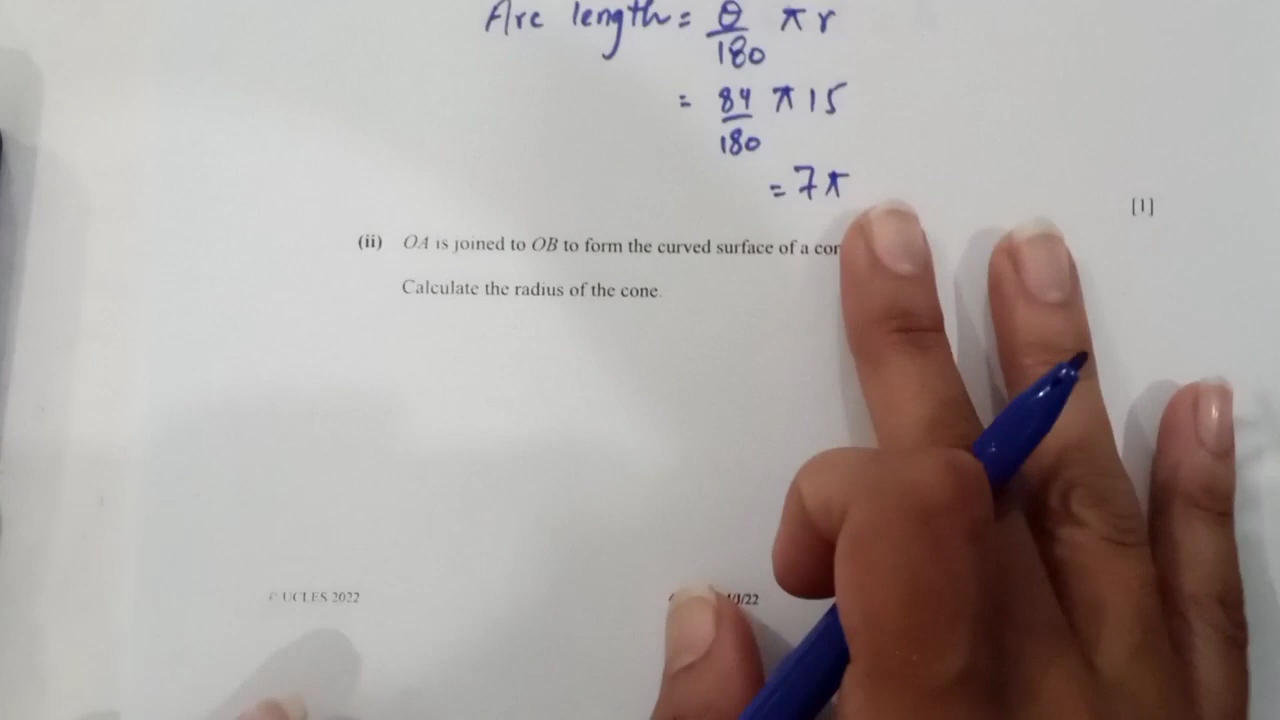 Arc length = θ/180 π r
= 84/180 π 15
= 7π
[1]
(ii) OA is joined to OB to form the curved surface of a
Calculate the radius of the cone.
© UCLES 2022
/J/22